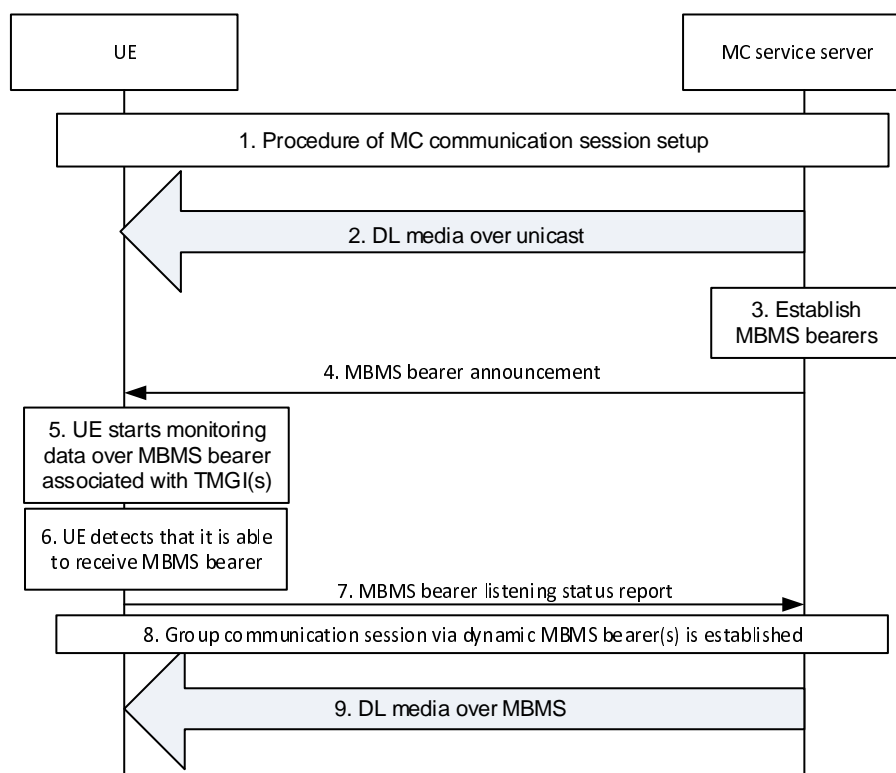 UE
MC service server
1. Procedure of MC communication session setup
2. DL media over unicast
3. Establish
MBMS bearers
4. MBMS bearer announcement
5. UE starts monitoring
data over MBMS bearer
associated with TMGI(s)
6. UE detects that it is able
to receive MBMS bearer
7. MBMS bearer listening status report
8. Group communication session via dynamic MBMS bearer(s) is established
9. DL media over MBMS